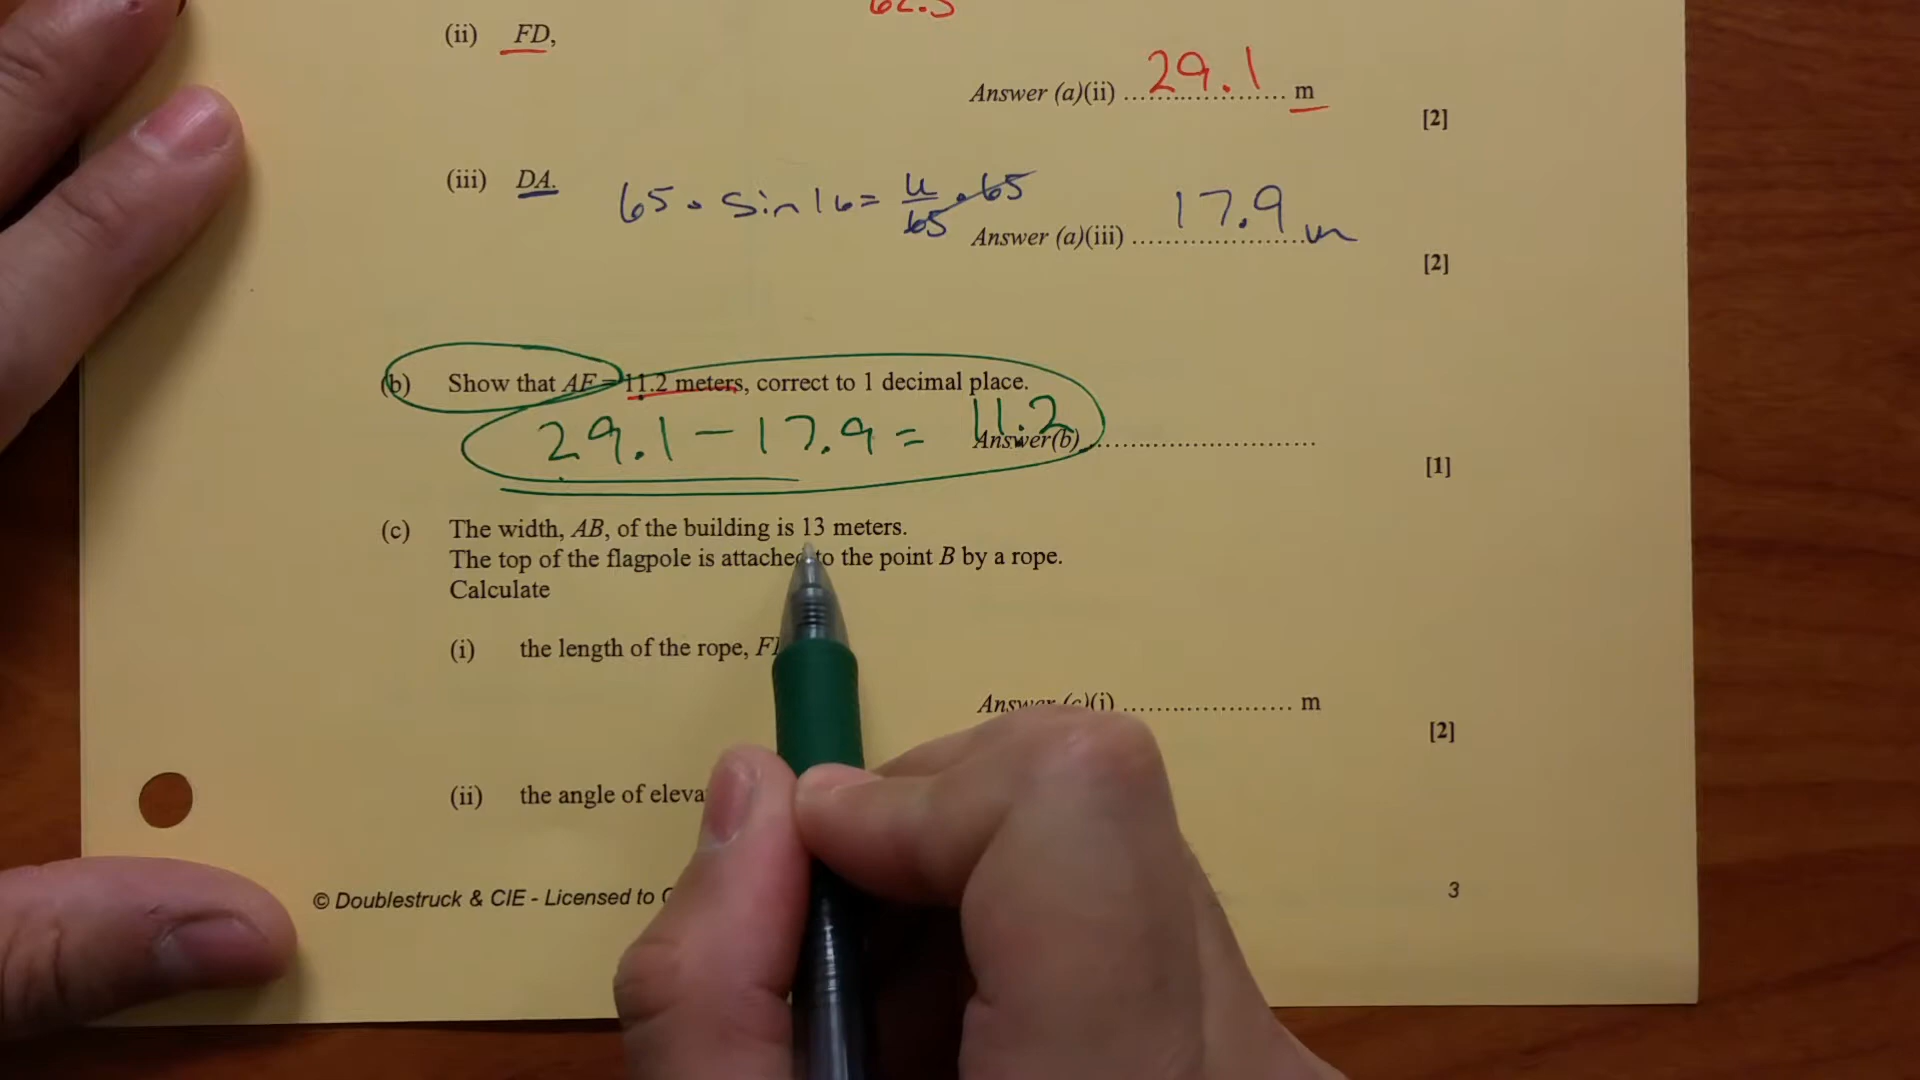 (ii) FD,
Answer (a)(ii) 29.1 m
[2]
(iii) DA. 65 · sin 16 = u/65 · 65
Answer (a)(iii) 17.9 m
[2]
(b) Show that AF = 11.2 meters, correct to 1 decimal place.
29.1 - 17.9 = 11.2
Answer(b)
[1]
(c) The width, AB, of the building is 13 meters.
The top of the flagpole is attached to the point B by a rope.
Calculate
(i) the length of the rope,
Answer (c)(i) m
[2]
(ii) the angle of
© Doublestruck & CIE - Licensed to
3